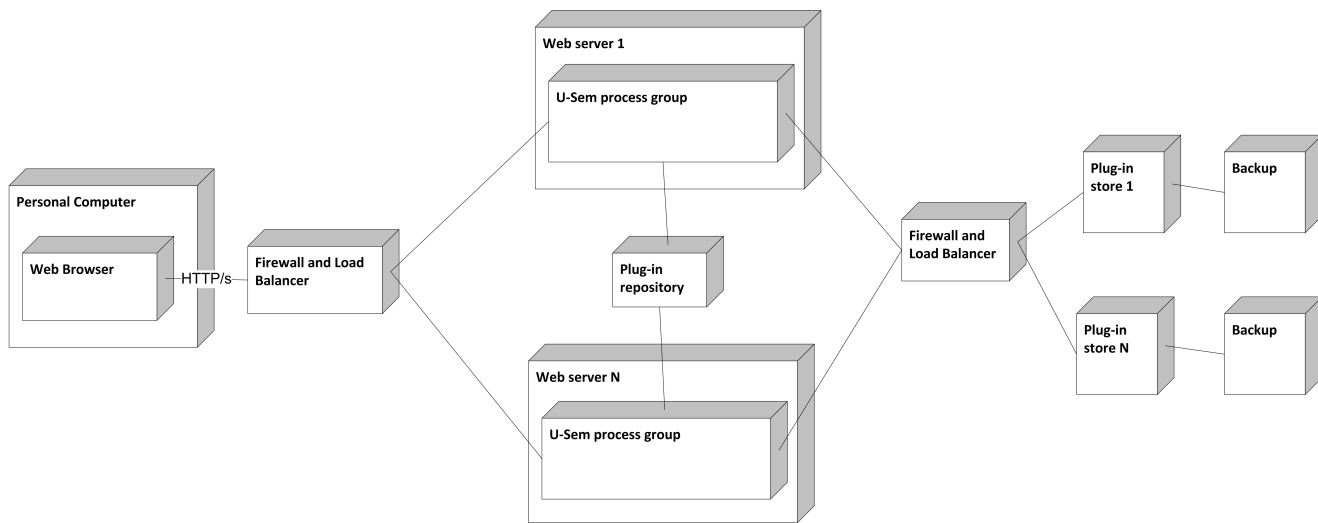 Personal Computer
Web Browser
HTTP/s
Firewall and Load
Balancer
Web server 1
U-Sem process group
Plug-in
repository
Web server N
U-Sem process group
Firewall and
Load Balancer
Plug-in
store 1
Backup
Plug-in
store N
Backup